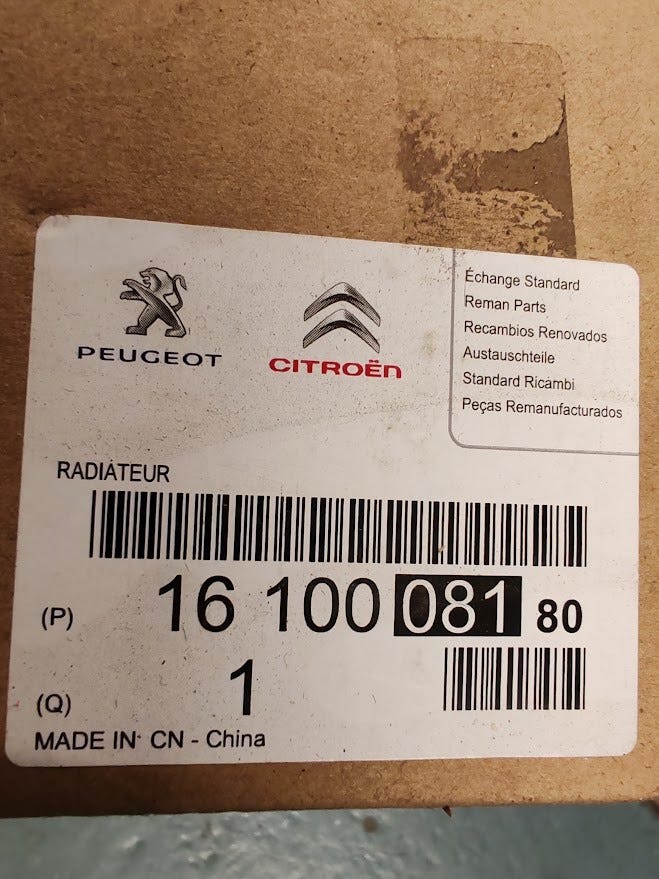 PEUGEOT
CITROËN
Échange Standard
Reman Parts
Recambios Renovados
Austauschteile
Standard Ricambi
Peças Remanufacturados
RADIATEUR
(P) 16 100 081 80
(Q) 1
MADE IN CN - China